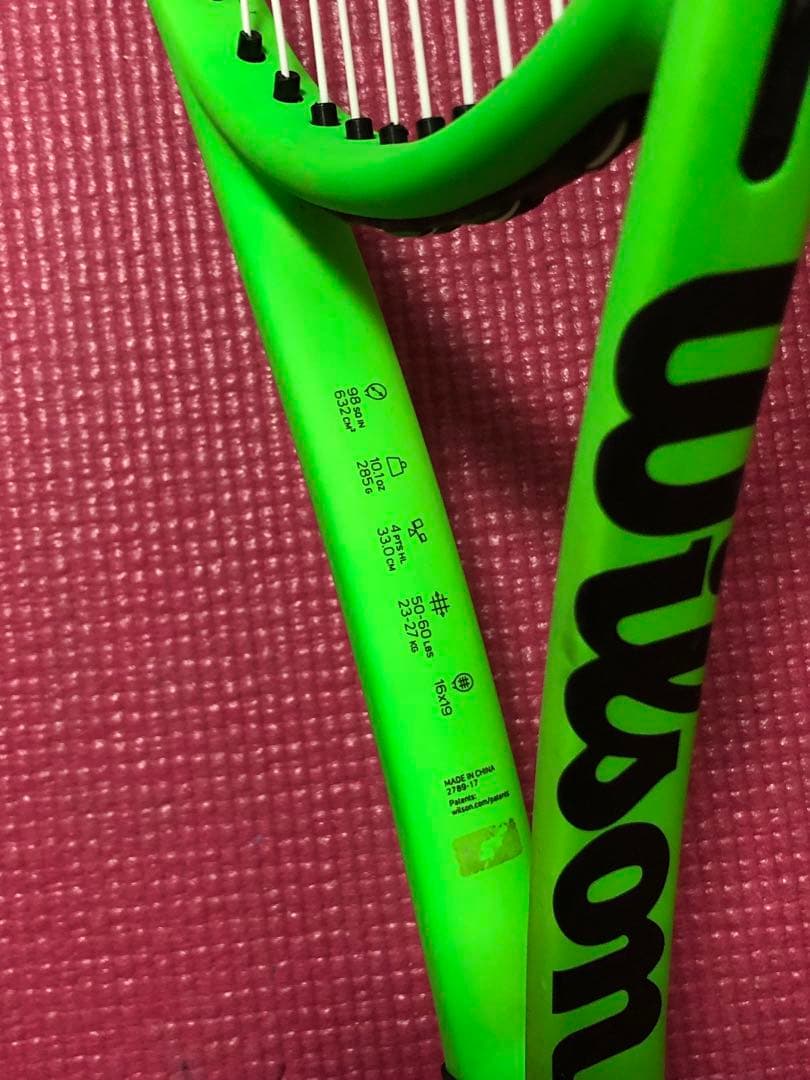 98 SQ IN
632 CM²
10.1 OZ
285 G
4 PTS HL
33.0 CM
50-60 LBS
23-27 KG
16x19
MADE IN CHINA
2789-17
Patents:
wilson.com/patents
Wilson